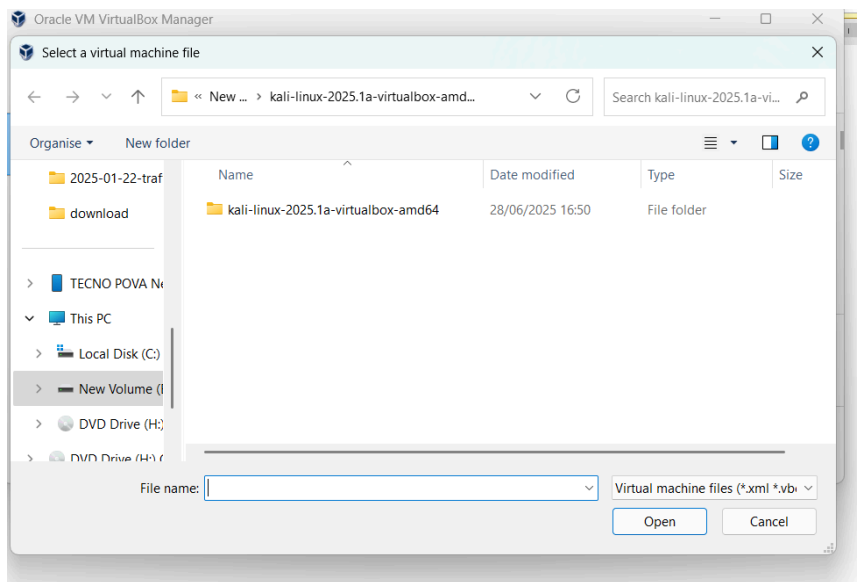 Oracle VM VirtualBox Manager
Select a virtual machine file
« New ... › kali-linux-2025.1a-virtualbox-amd...
Search kali-linux-2025.1a-vi...
Organise
New folder
Name
Date modified
Type
Size
2025-01-22-traf
kali-linux-2025.1a-virtualbox-amd64
28/06/2025 16:50
File folder
download
TECNO POVA Ne
This PC
Local Disk (C:)
New Volume (
DVD Drive (H:)
DVD Drive (H:) 
File name:
Virtual machine files (*.xml *.vb
Open
Cancel